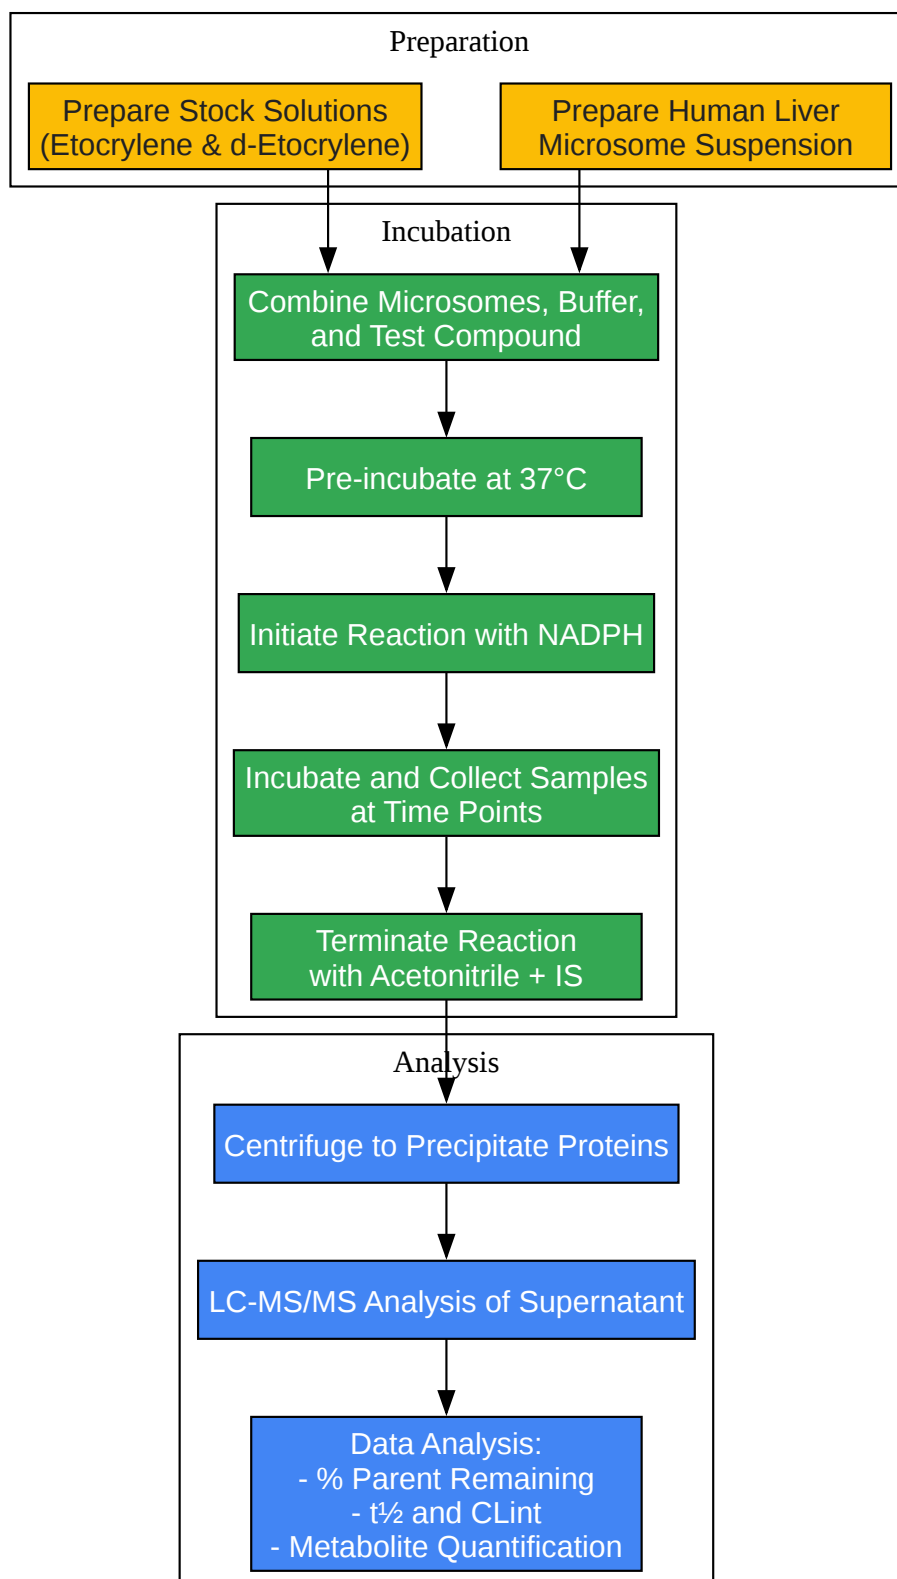 Preparation
Prepare Stock Solutions
(Etocrylene & d-Etocrylene)
Prepare Human Liver
Microsome Suspension
Incubation
Combine Microsomes, Buffer,
and Test Compound
Pre-incubate at 37°C
Initiate Reaction with NADPH
Incubate and Collect Samples
at Time Points
Terminate Reaction
with Acetonitrile + IS
Analysis
Centrifuge to Precipitate Proteins
LC-MS/MS Analysis of Supernatant
Data Analysis:
- % Parent Remaining
- t½ and CLint
- Metabolite Quantification